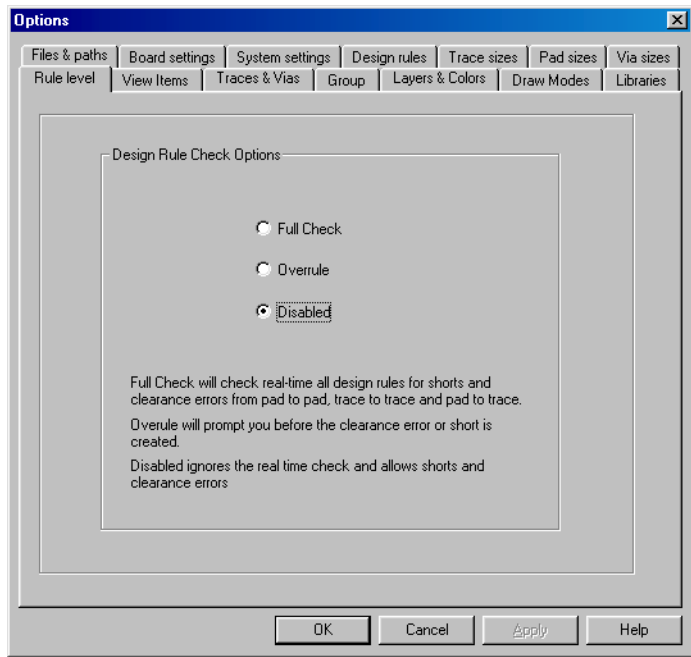 Options
Files & paths Board settings System settings Design rules Trace sizes Pad sizes Via sizes
Rule level View Items Traces & Vias Group Layers & Colors Draw Modes Libraries
Design Rule Check Options
Full Check
Overrule
Disabled
Full Check will check real-time all design rules for shorts and
clearance errors from pad to pad, trace to trace and pad to trace.
Overule will prompt you before the clearance error or short is
created.
Disabled ignores the real time check and allows shorts and
clearance errors
OK Cancel Apply Help